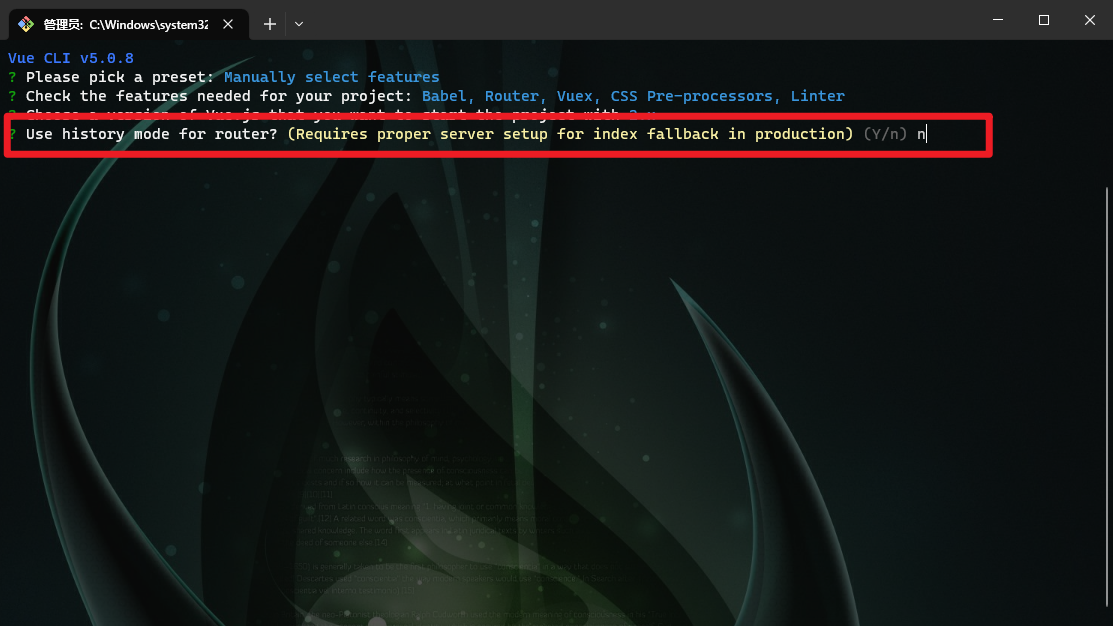 管理员: C:\Windows\system32
Vue CLI v5.0.8
? Please pick a preset: Manually select features
? Check the features needed for your project: Babel, Router, Vuex, CSS Pre-processors, Linter
? Choose a version of Vue.js that you want to start the project with
? Use history mode for router? (Requires proper server setup for index fallback in production) (Y/n) n